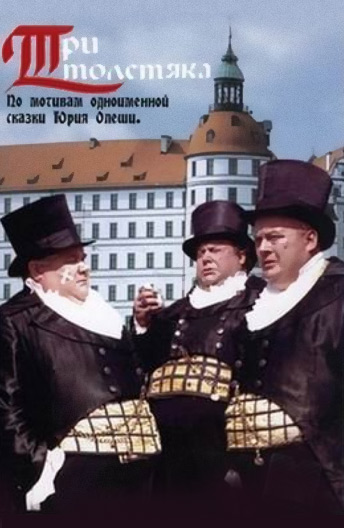 Три
толстяка
По мотивам одноименной
сказки Юрия Олеши.